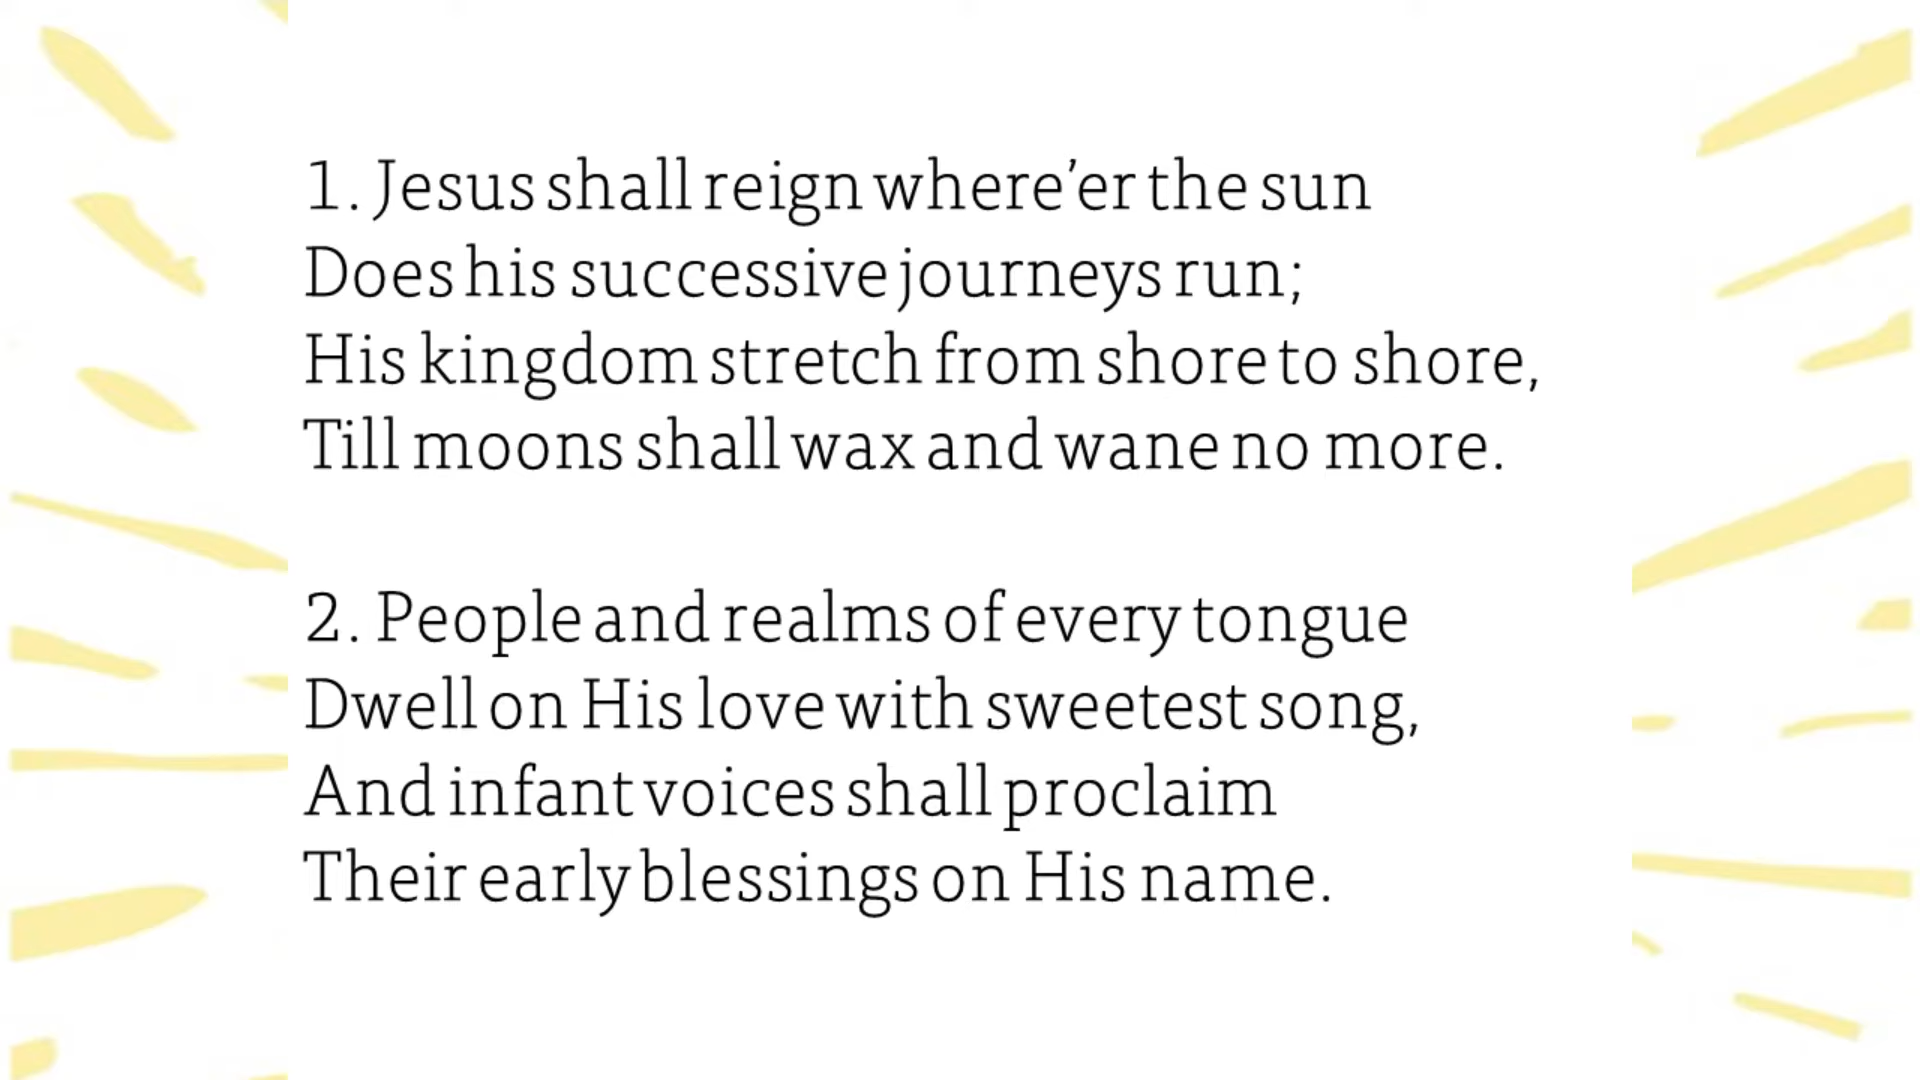 1. Jesus shall reign where’er the sun
Does his successive journeys run;
His kingdom stretch from shore to shore,
Till moons shall wax and wane no more.
2. People and realms of every tongue
Dwell on His love with sweetest song,
And infant voices shall proclaim
Their early blessings on His name.